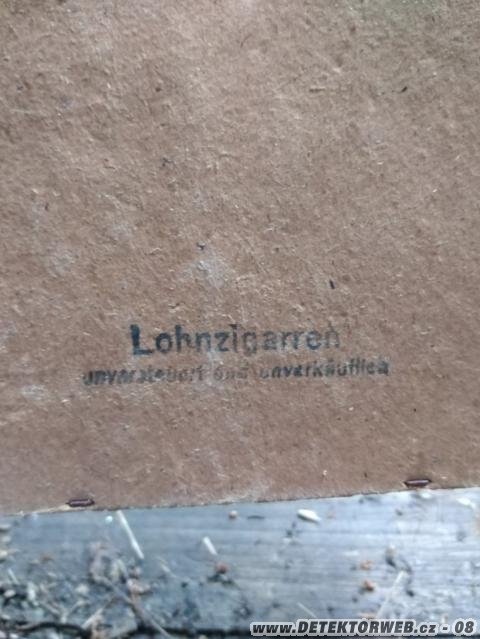 Lohnzigarren
unversteuert und unverkäuflich
www.DETEKTORWEB.cz - 08